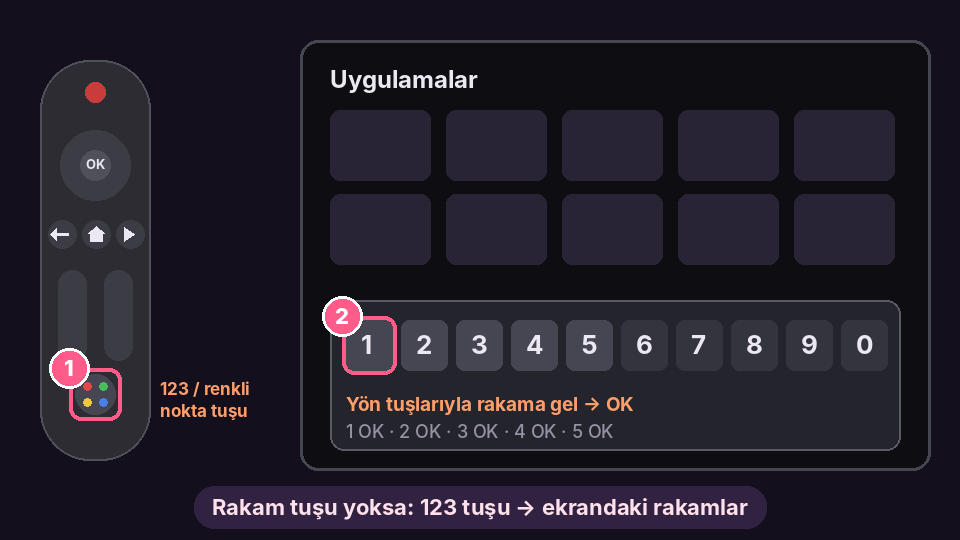 OK
1
123 / renkli
nokta tuşu
Uygulamalar
2
1 2 3 4 5 6 7 8 9 0
Yön tuşlarıyla rakama gel → OK
1 OK · 2 OK · 3 OK · 4 OK · 5 OK
Rakam tuşu yoksa: 123 tuşu → ekrandaki rakamlar